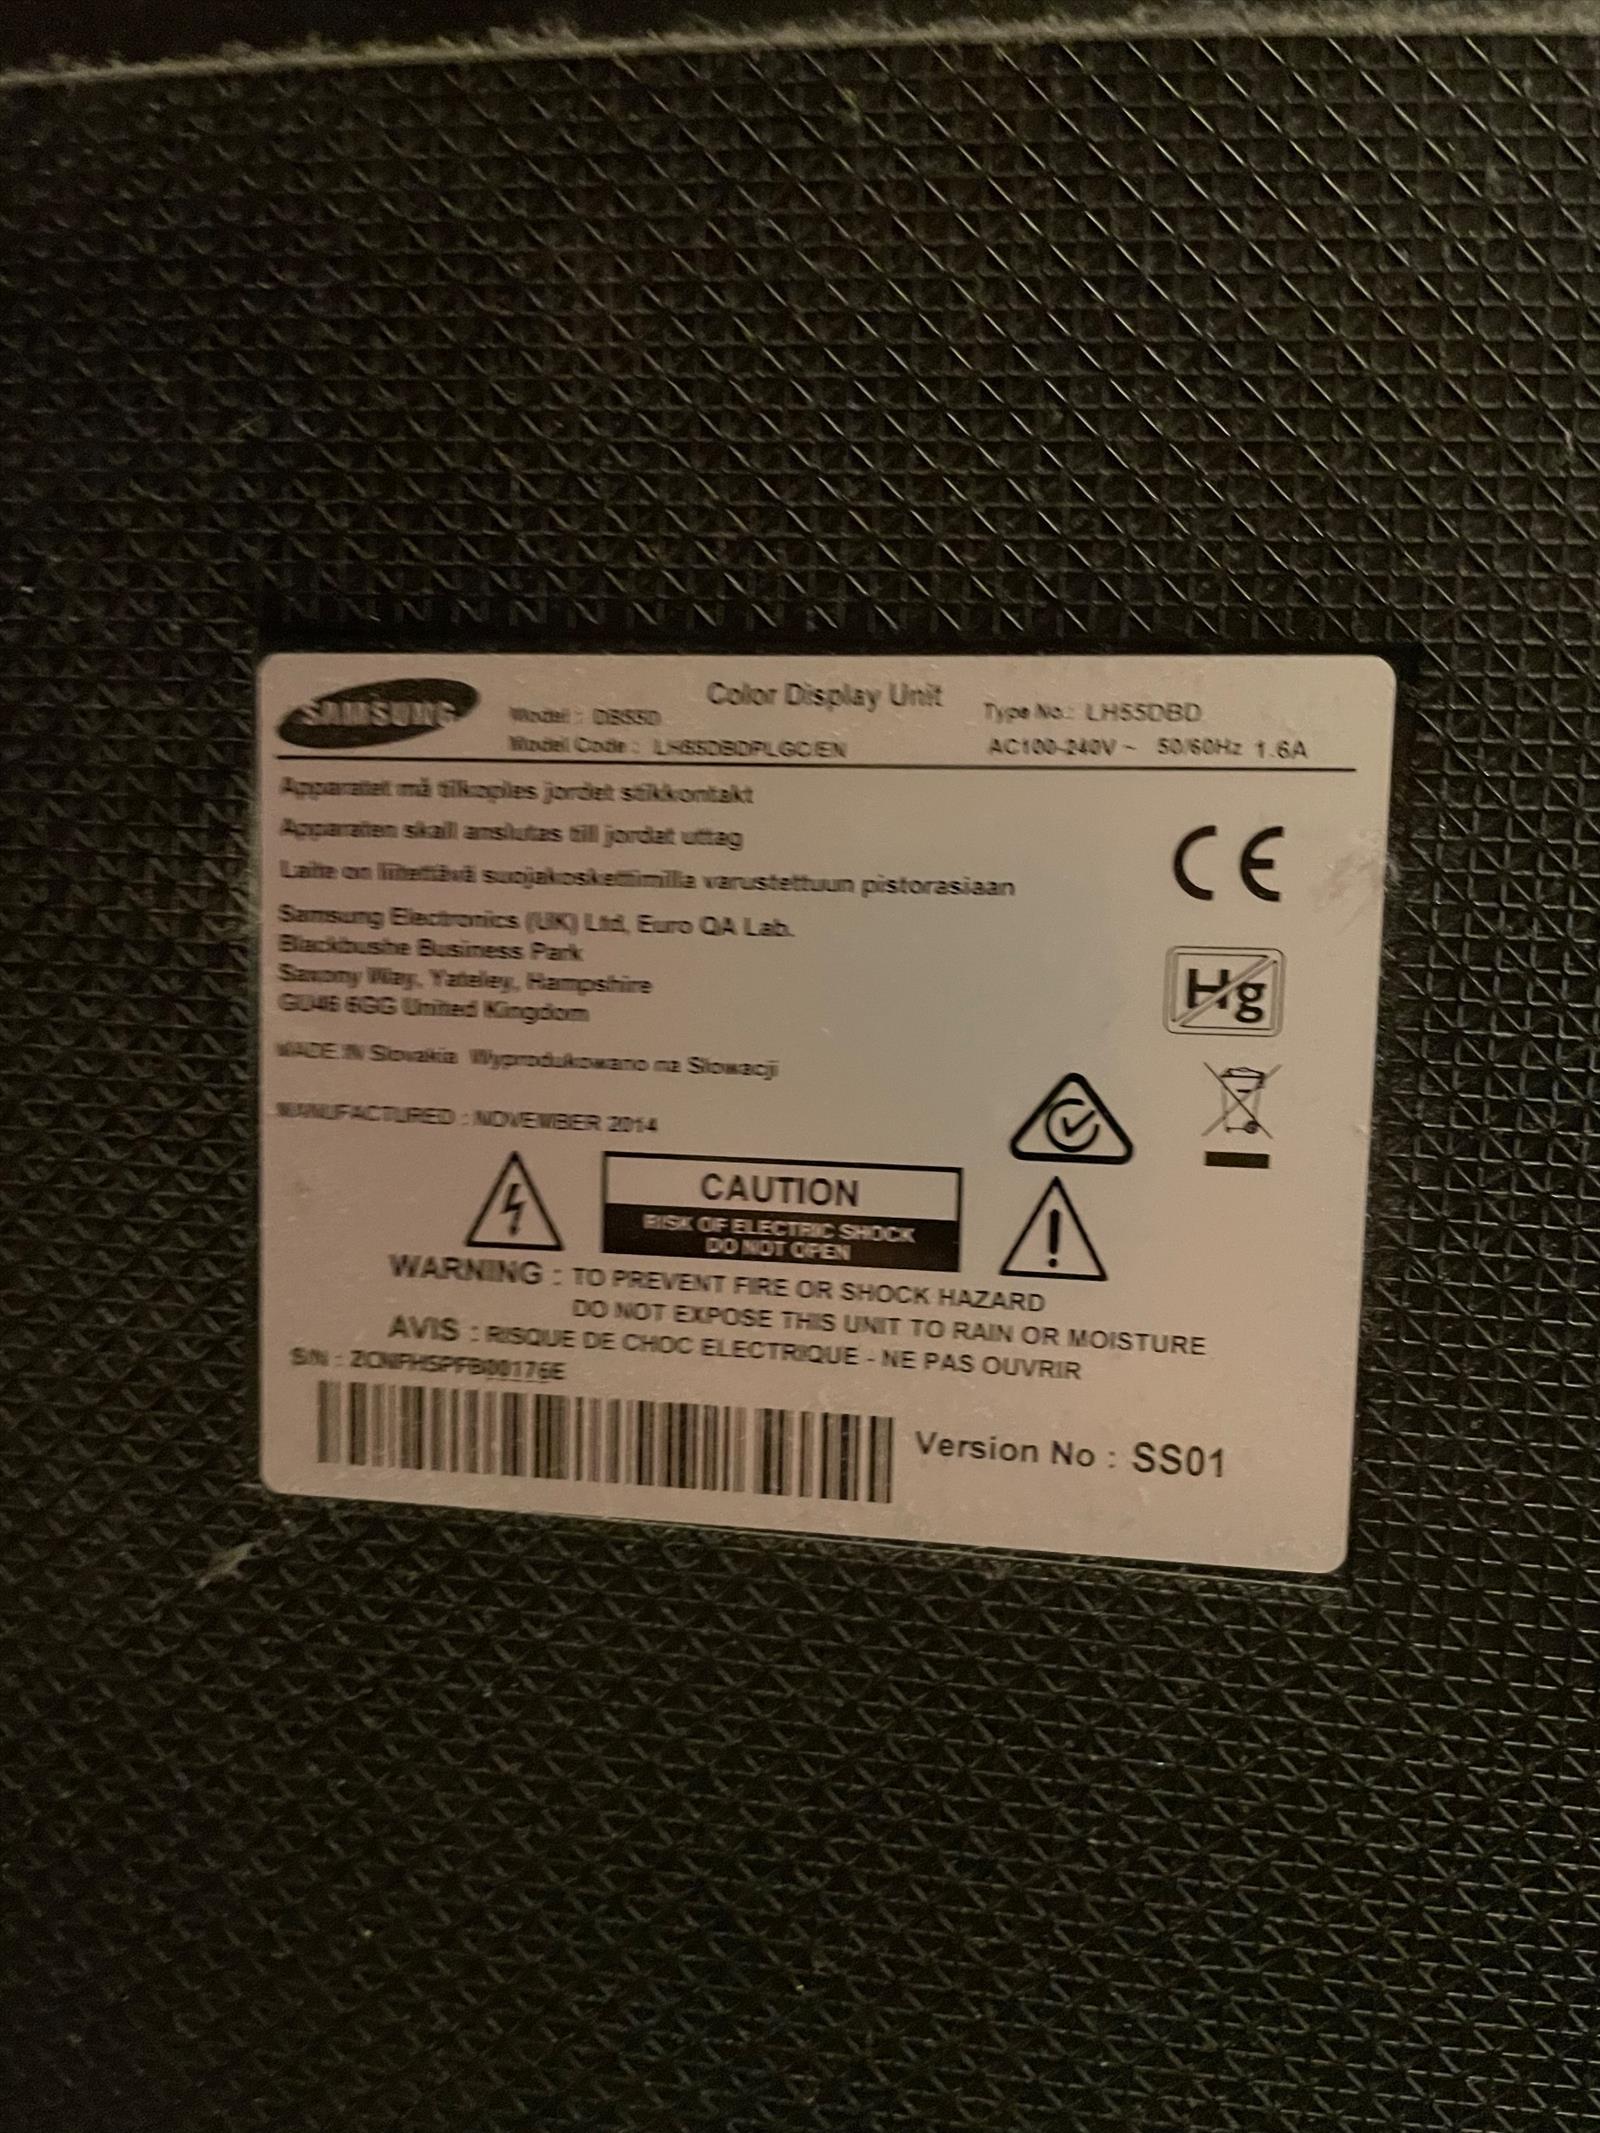 SAMSUNG
Color Display Unit
Model : DB55D
Type No.: LH55DBD
Model Code : LH55DBDPLGC/EN
AC100-240V ~ 50/60Hz 1.6A
Apparatet må tilkoples jordet stikkontakt
Apparaten skall anslutas till jordat uttag
Laite on liitettävä suojakoskettimilla varustettuun pistorasiaan
Samsung Electronics (UK) Ltd, Euro QA Lab.
Blackbushe Business Park
Saxony Way, Yateley, Hampshire
GU46 6GG United Kingdom
CE
Hg
MADE IN Slovakia Wyprodukowano na Slowacji
MANUFACTURED : NOVEMBER 2014
CAUTION
RISK OF ELECTRIC SHOCK
DO NOT OPEN
WARNING : TO PREVENT FIRE OR SHOCK HAZARD
DO NOT EXPOSE THIS UNIT TO RAIN OR MOISTURE
AVIS : RISQUE DE CHOC ELECTRIQUE - NE PAS OUVRIR
S/N : ZCNFH5PFB00176E
Version No : SS01